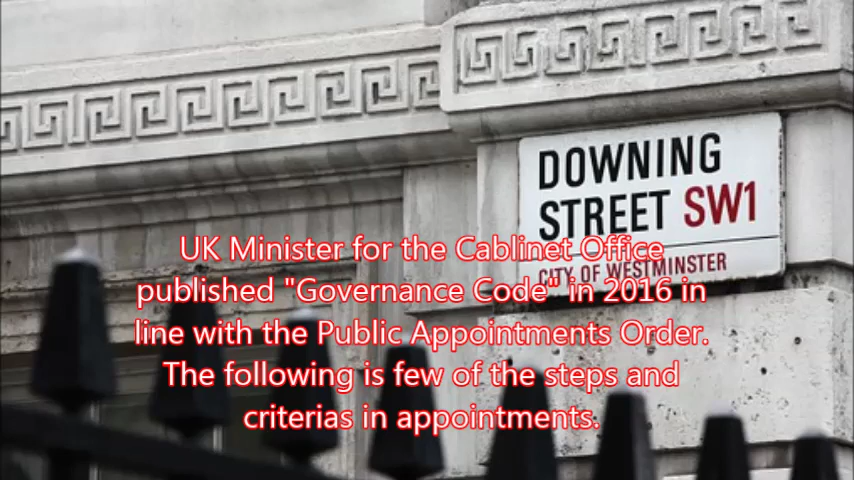 DOWNING
STREET SW1
CITY OF WESTMINSTER
UK Minister for the Cablinet Office
published "Governance Code" in 2016 in
line with the Public Appointments Order.
The following is few of the steps and
criterias in appointments.